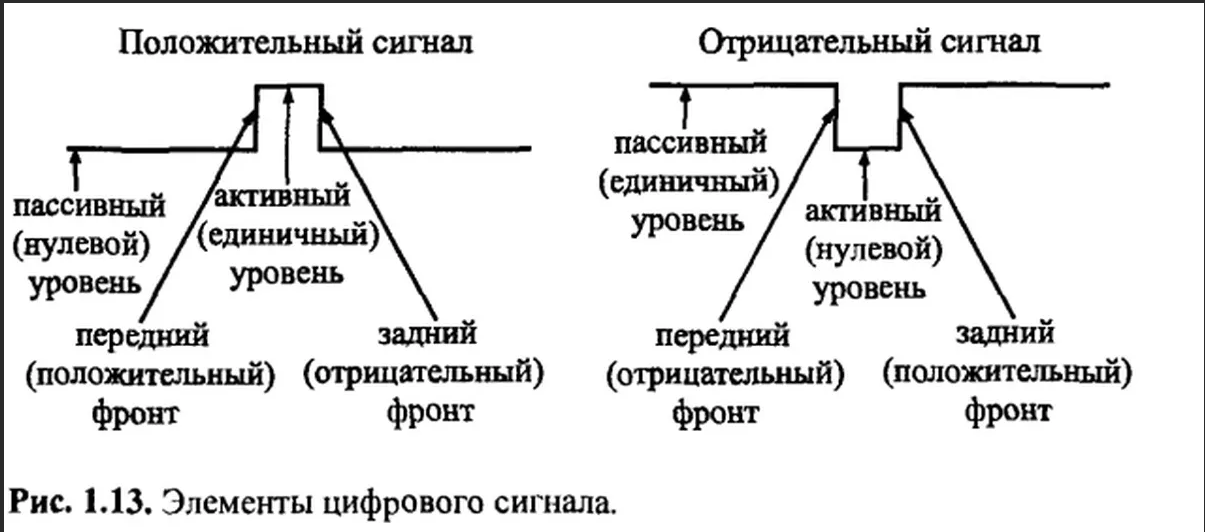 Положительный сигнал
пассивный
(нулевой)
уровень
активный
(единичный)
уровень
передний
(положительный)
фронт
задний
(отрицательный)
фронт
Отрицательный сигнал
пассивный
(единичный)
уровень
активный
(нулевой)
уровень
передний
(отрицательный)
фронт
задний
(положительный)
фронт
Рис. 1.13. Элементы цифрового сигнала.